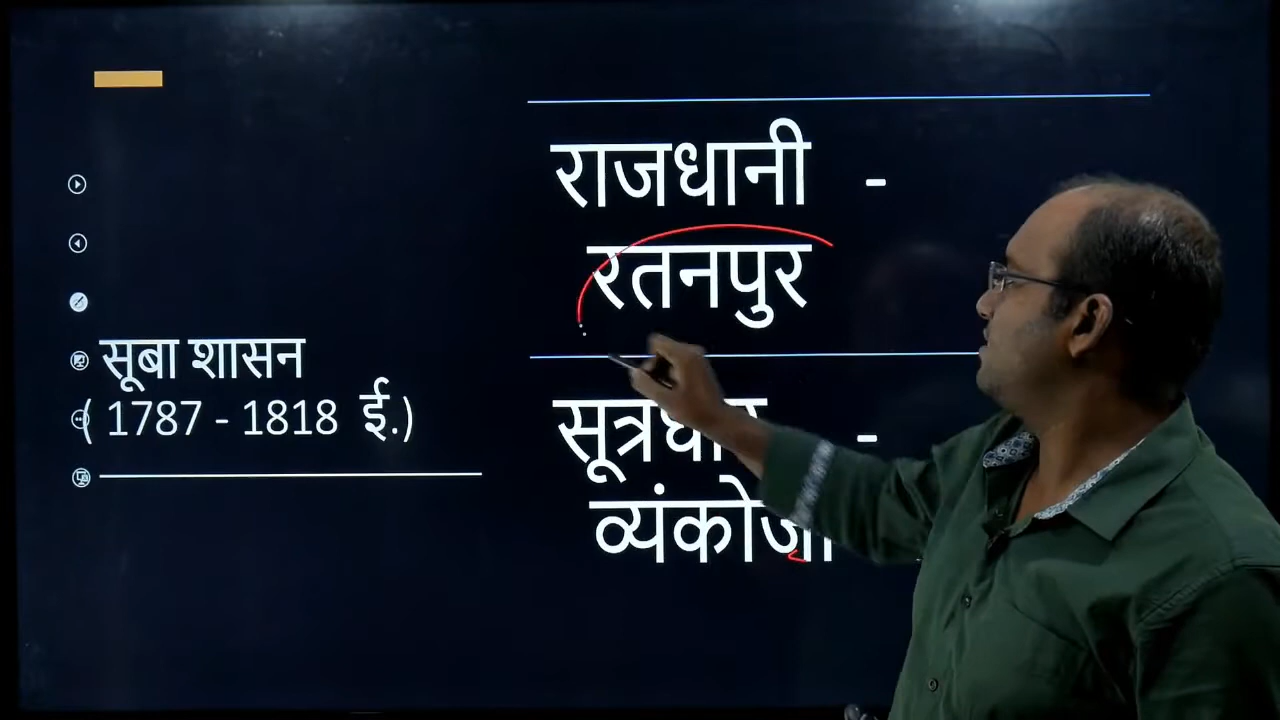 सूबा शासन
( 1787 - 1818 ई.)
राजधानी -
रतनपुर
-